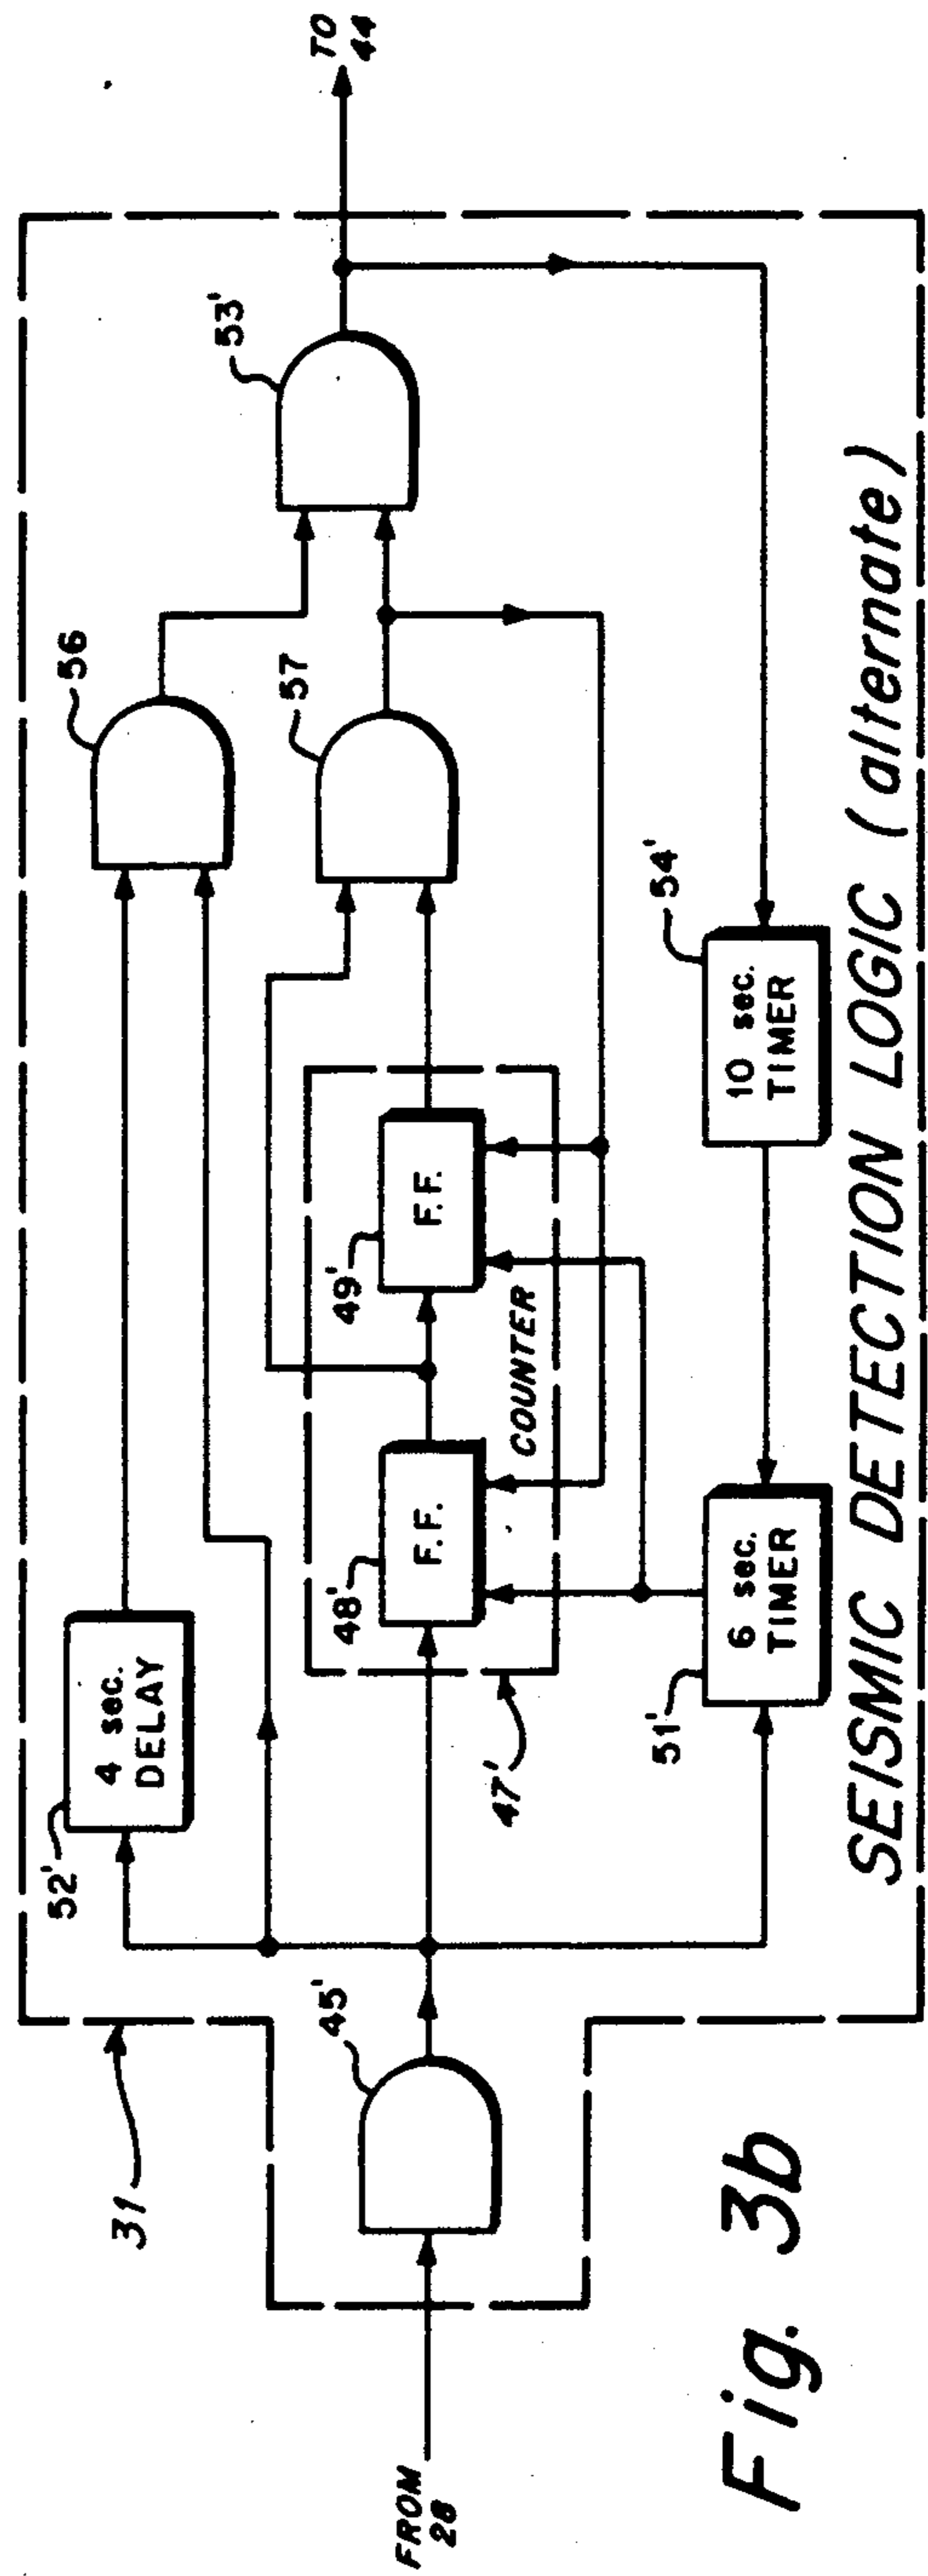 FROM
28
45'
31
52'
4 sec.
DELAY
56
47'
48'
F.F.
49'
F.F.
COUNTER
57
53'
TO
44
51'
6 sec.
TIMER
54'
10 sec.
TIMER
SEISMIC DETECTION LOGIC (alternate)
Fig. 3b